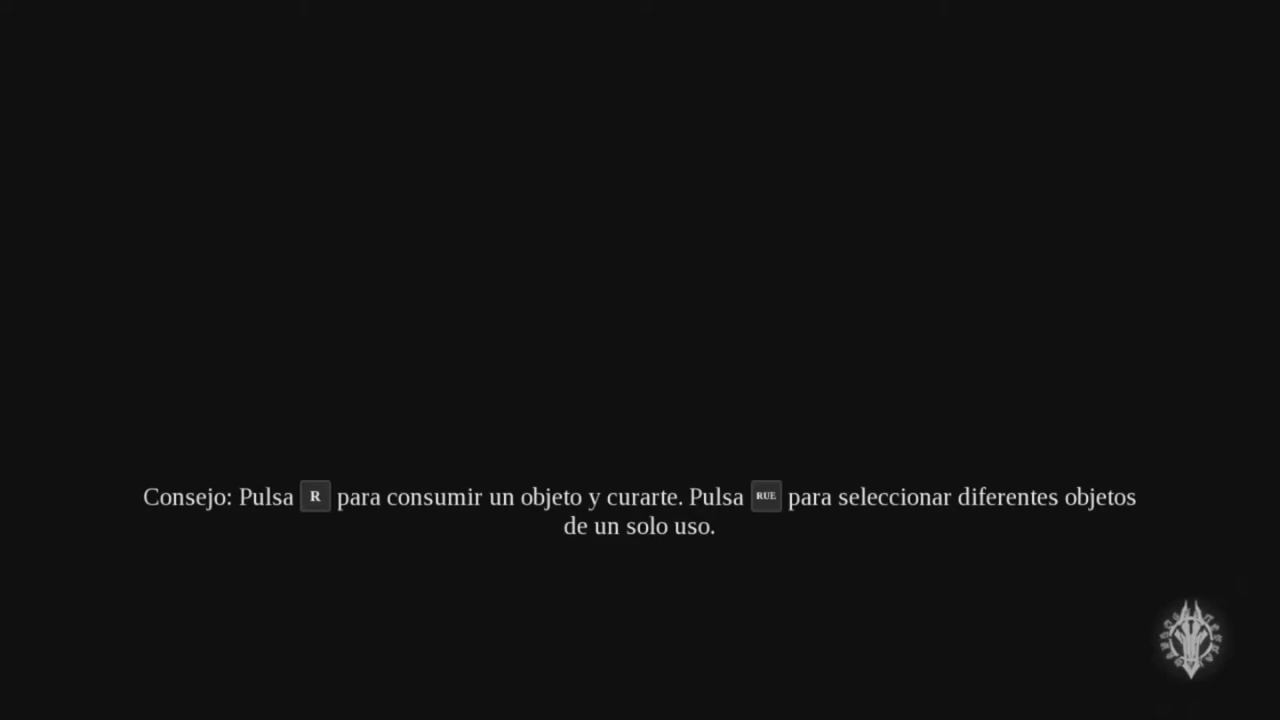 Consejo: Pulsa R para consumir un objeto y curarte. Pulsa RUE para seleccionar diferentes objetos
de un solo uso.